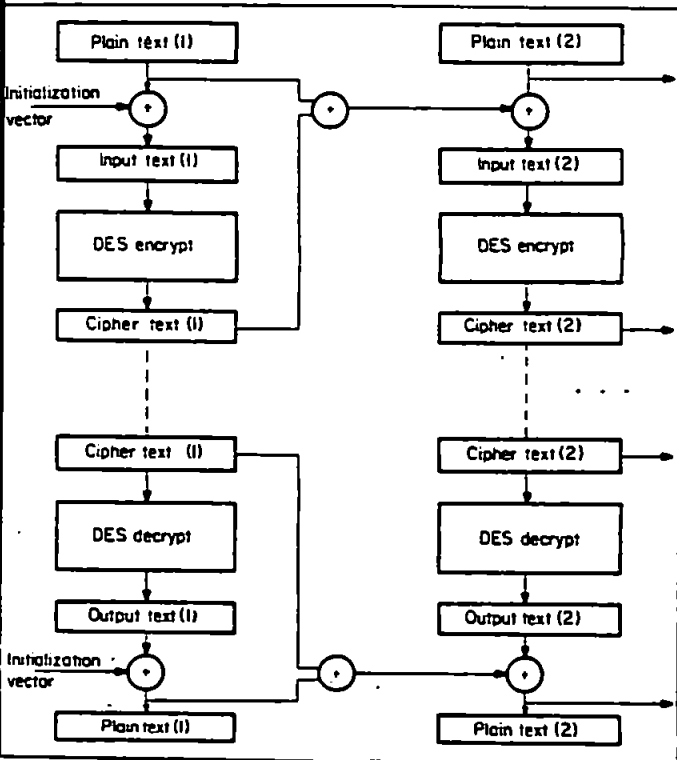 Plain text (1)
Plain text (2)
Initialization
vector
+
+
+
Input text (1)
Input text (2)
DES encrypt
DES encrypt
Cipher text (1)
Cipher text (2)
. . .
Cipher text (1)
Cipher text (2)
DES decrypt
DES decrypt
Output text (1)
Output text (2)
Initialization
vector
+
+
+
Plain text (1)
Plain text (2)